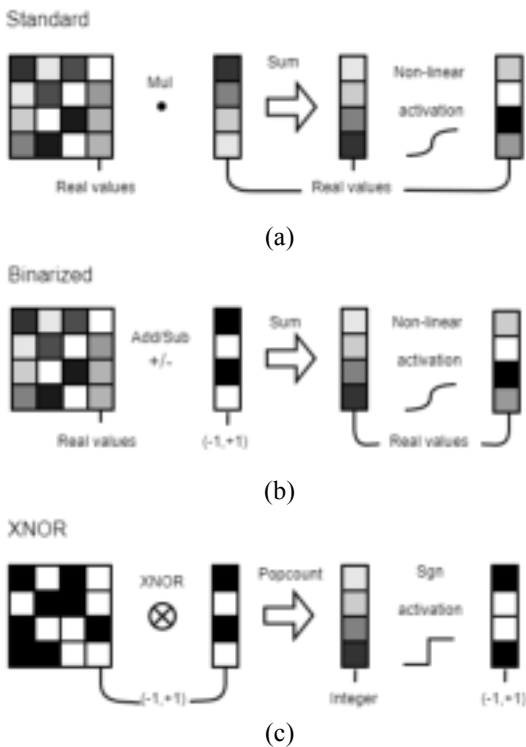 Standard
Mul
Sum
Non-linear
activation
Real values
Real values
(a)
Binarized
Add/Sub
+/-
Sum
Non-linear
activation
Real values
(-1,+1)
Real values
(b)
XNOR
XNOR
Popcount
Sgn
activation
(-1,+1)
Integer
(-1,+1)
(c)